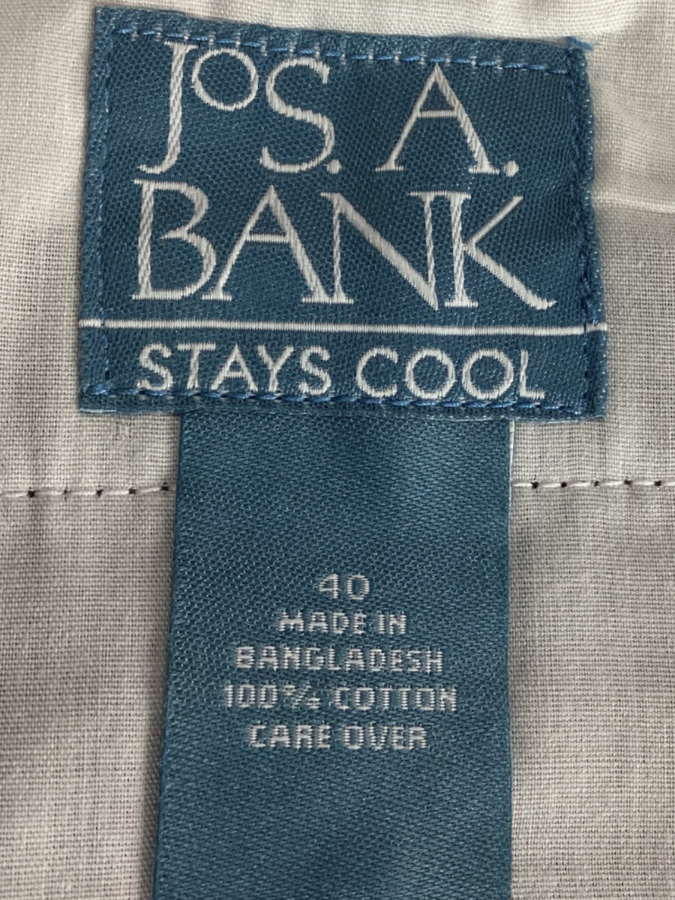 JoS. A.
BANK
STAYS COOL
40
MADE IN
BANGLADESH
100% COTTON
CARE OVER